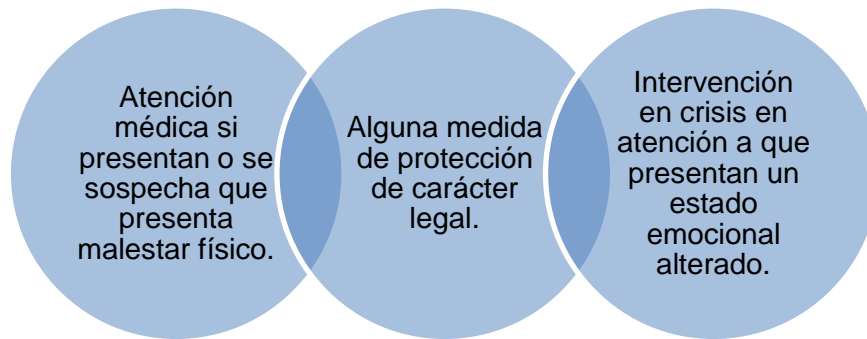 Atención
médica si
presentan o se
sospecha que
presenta
malestar físico.
Alguna medida
de protección
de carácter
legal.
Intervención
en crisis en
atención a que
presentan un
estado
emocional
alterado.